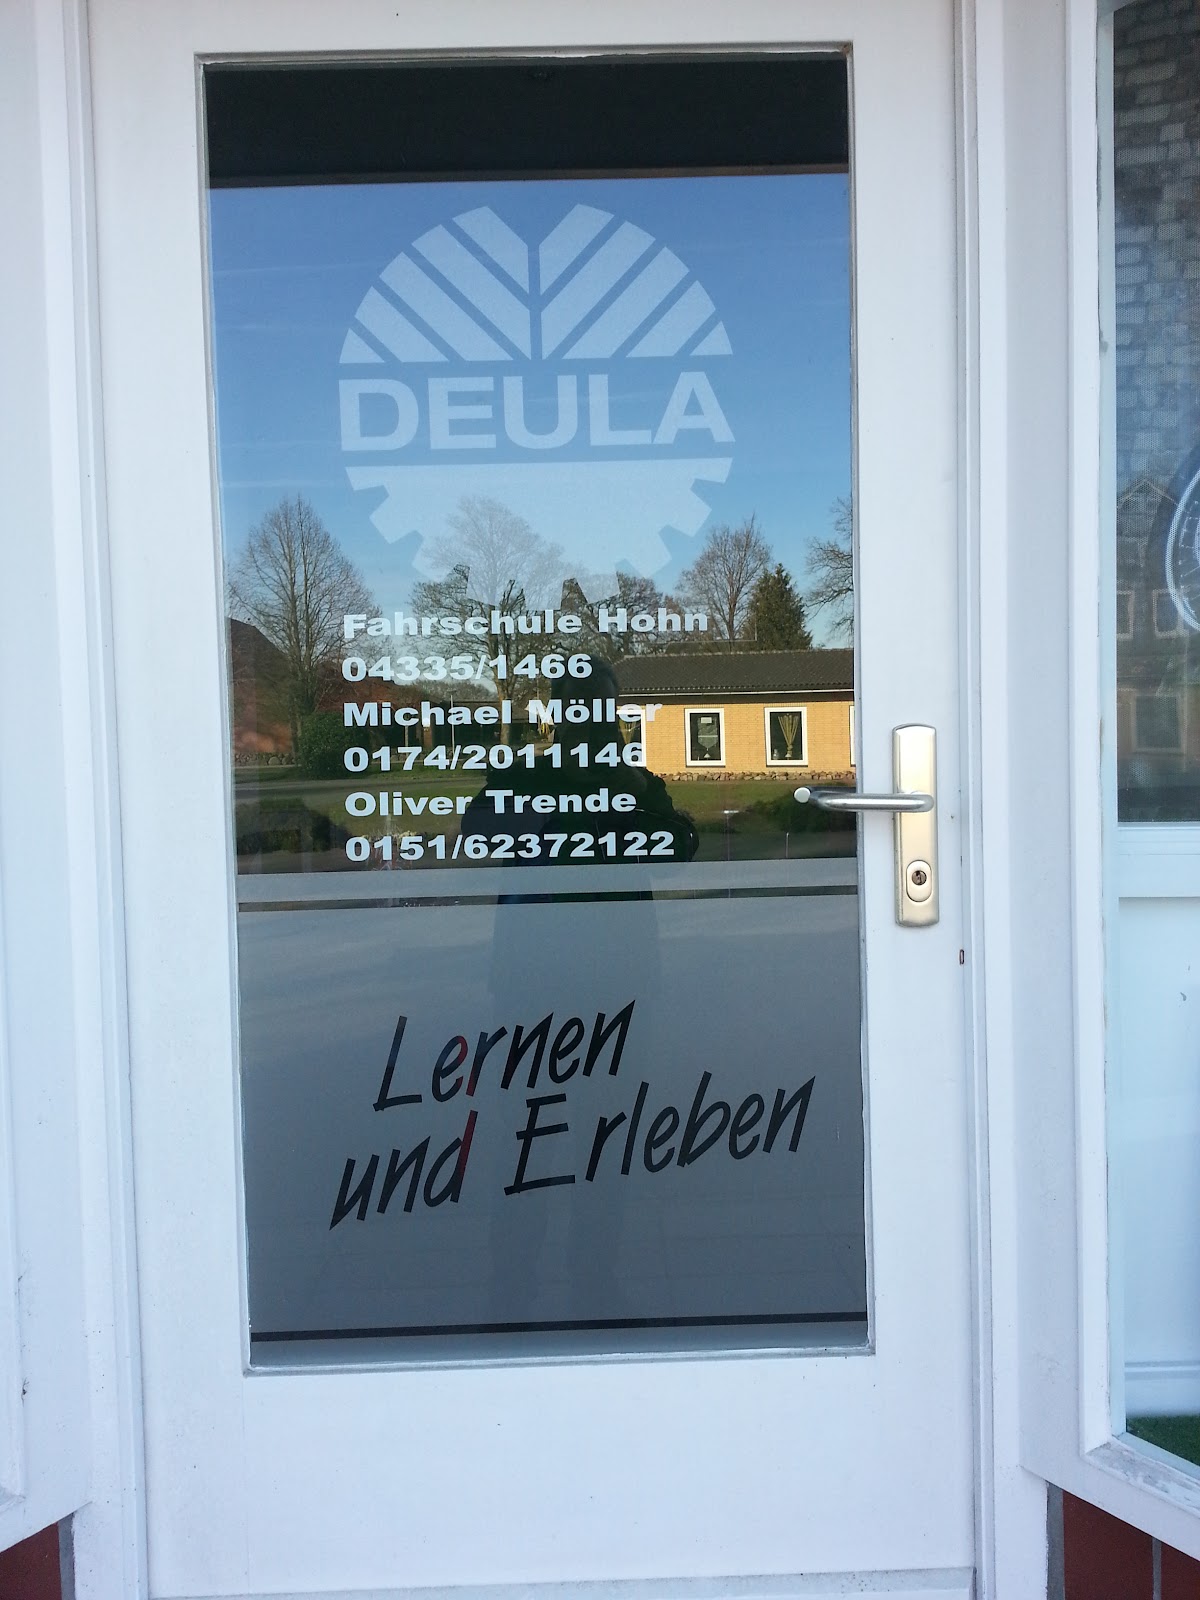 DEULA
Fahrschule Hohn
04335/1466
Michael Möller
0174/2011146
Oliver Trende
0151/62372122
Lernen
und Erleben